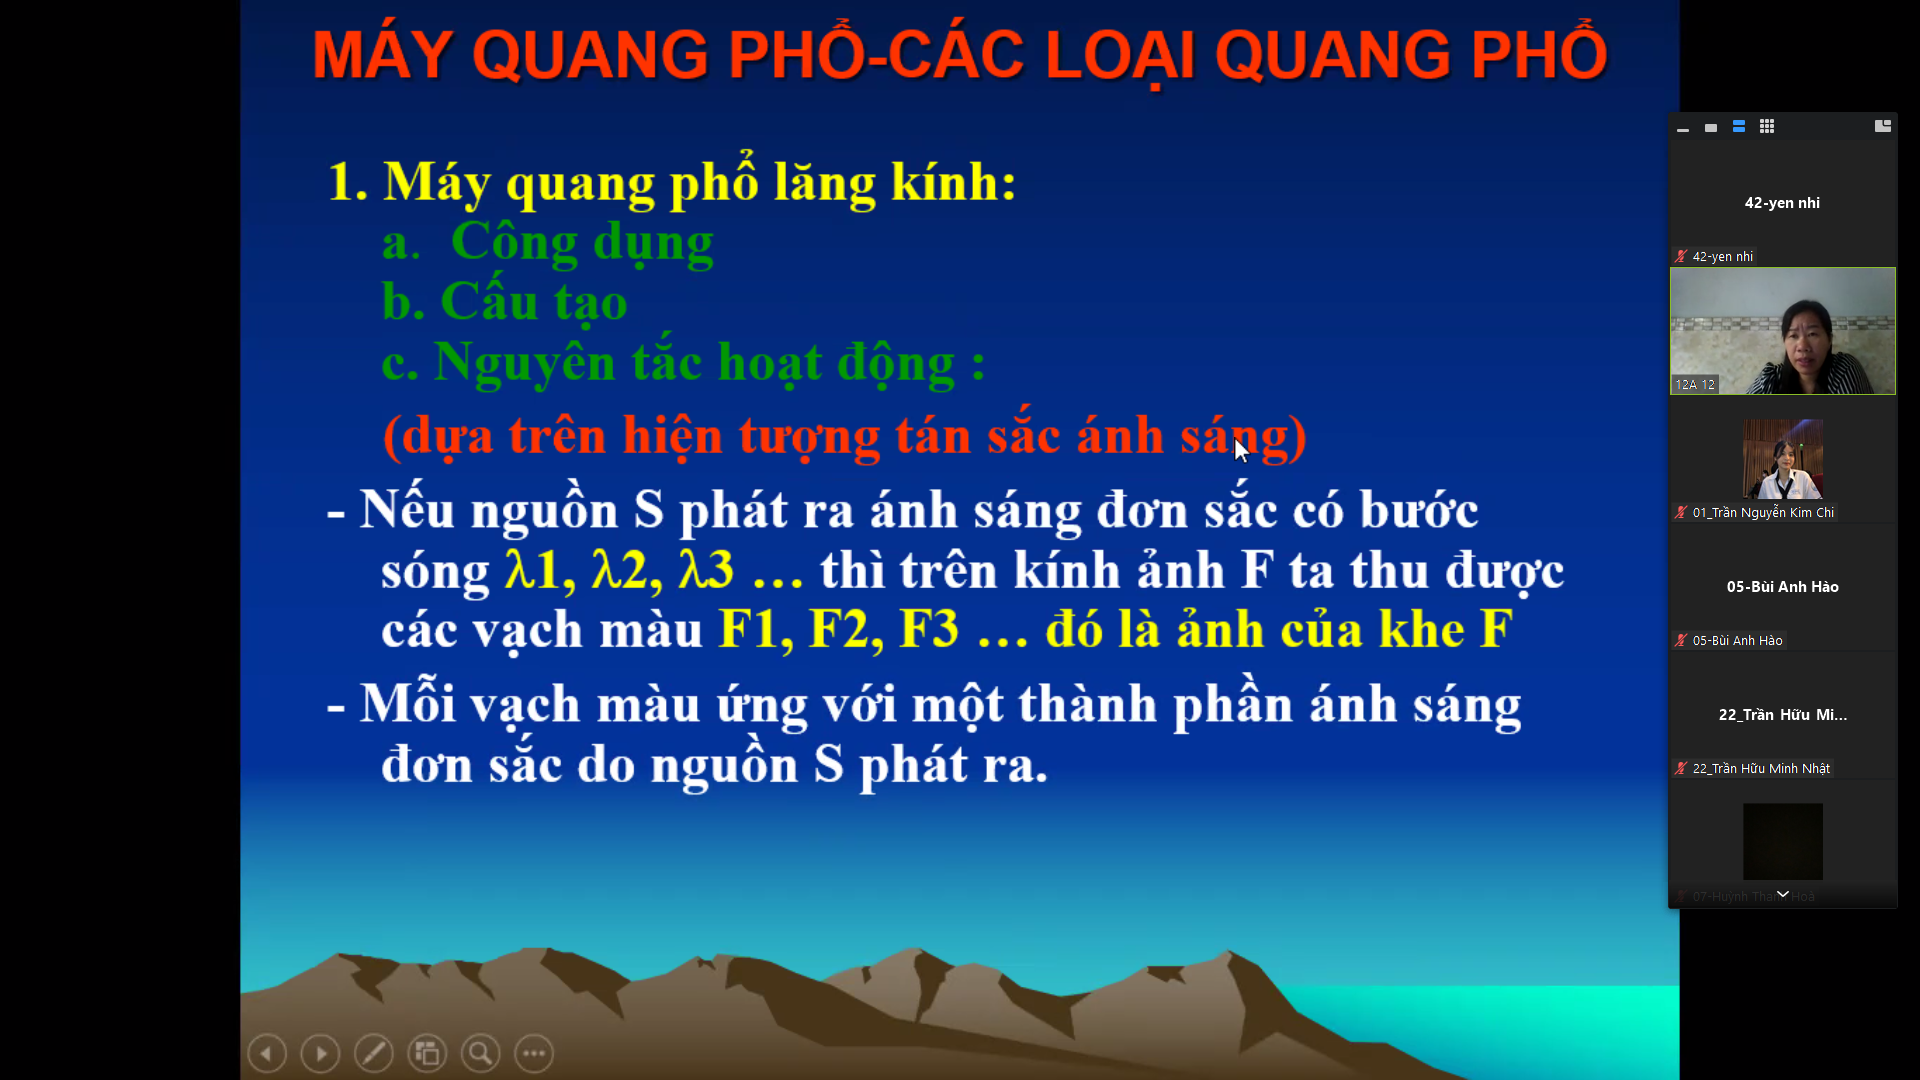 MÁY QUANG PHỔ-CÁC LOẠI QUANG PHỔ
1. Máy quang phổ lăng kính:
a. Công dụng
b. Cấu tạo
c. Nguyên tắc hoạt động :
(dựa trên hiện tượng tán sắc ánh sáng)
- Nếu nguồn S phát ra ánh sáng đơn sắc có bước
sóng λ1, λ2, λ3 … thì trên kính ảnh F ta thu được
các vạch màu F1, F2, F3 … đó là ảnh của khe F
- Mỗi vạch màu ứng với một thành phần ánh sáng
đơn sắc do nguồn S phát ra.
42-yen nhi
42-yen nhi
12A 12
01_Trần Nguyễn Kim Chi
05-Bùi Anh Hào
05-Bùi Anh Hào
22_Trần Hữu Mi...
22_Trần Hữu Minh Nhật
07-Huỳnh Thanh Hoà